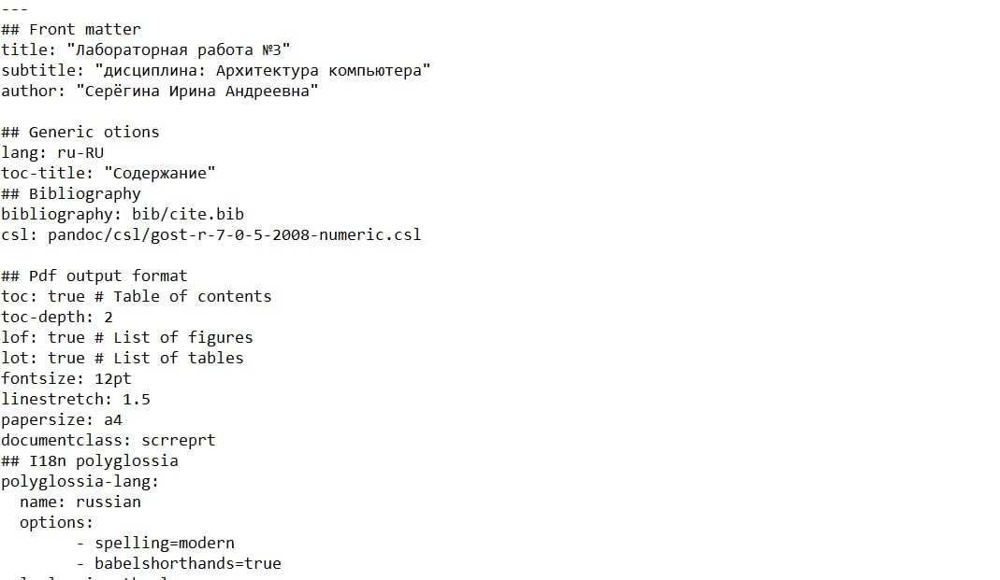 ---
## Front matter
title: "Лабораторная работа №3"
subtitle: "дисциплина: Архитектура компьютера"
author: "Серёгина Ирина Андреевна"

## Generic otions
lang: ru-RU
toc-title: "Содержание"
## Bibliography
bibliography: bib/cite.bib
csl: pandoc/csl/gost-r-7-0-5-2008-numeric.csl

## Pdf output format
toc: true # Table of contents
toc-depth: 2
lof: true # List of figures
lot: true # List of tables
fontsize: 12pt
linestretch: 1.5
papersize: a4
documentclass: scrreprt
## I18n polyglossia
polyglossia-lang:
  name: russian
  options:
        - spelling=modern
        - babelshorthands=true